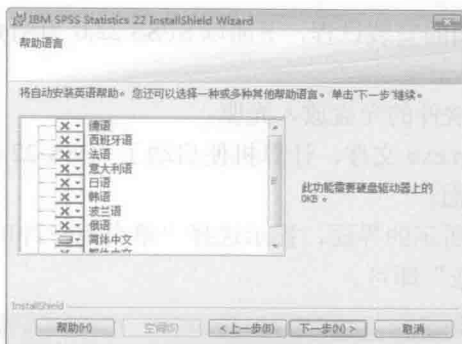 IBM SPSS Statistics 22 InstallShield Wizard
帮助语言
将自动安装英语帮助。 您还可以选择一种或多种其他帮助语言。 单击“下一步”继续。
德语
西班牙语
法语
意大利语
日语
韩语
波兰语
俄语
简体中文
此功能需要硬盘驱动器上的
0KB 。
InstallShield
帮助(H)
空间(S)
< 上一步(B)
下一步(N) >
取消